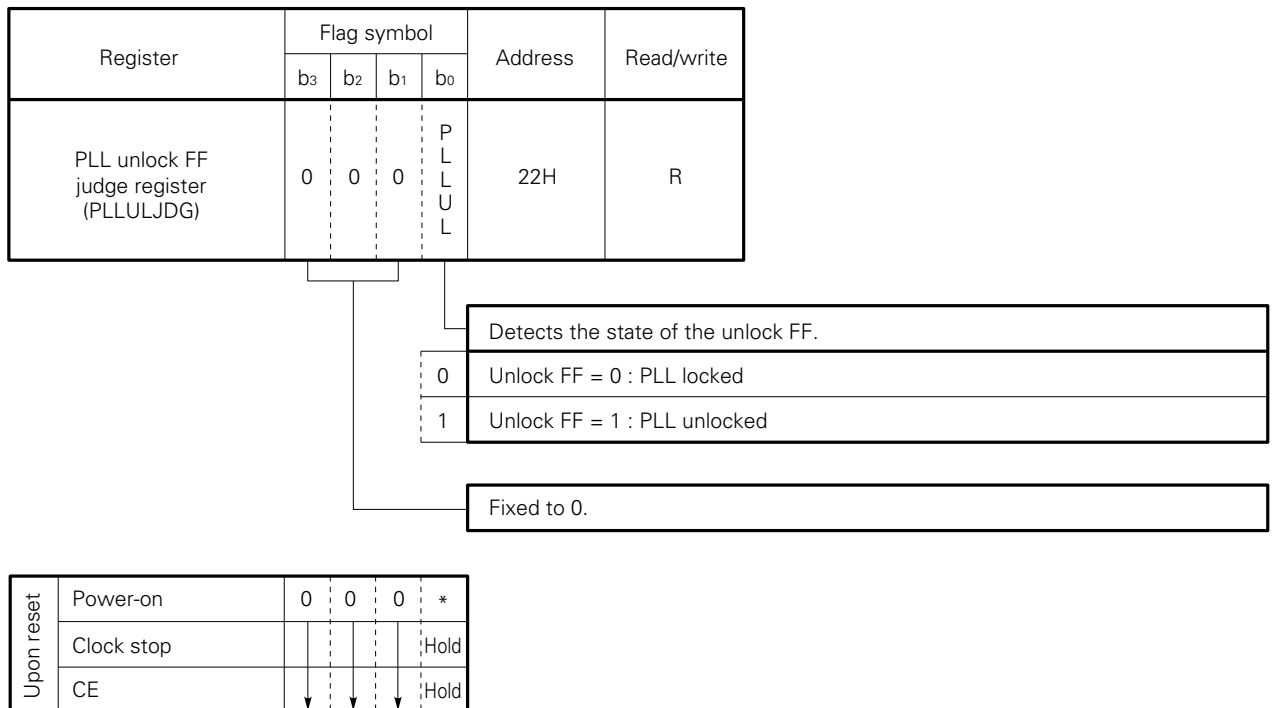 Register
Flag symbol
Address
Read/write
b3 b2 b1 b0
PLL unlock FF
judge register
(PLLULJDG)
0 0 0
P
L
L
U
L
22H
R
Detects the state of the unlock FF.
0 Unlock FF = 0 : PLL locked
1 Unlock FF = 1 : PLL unlocked
Fixed to 0.
Upon reset
Power-on 0 0 0 *
Clock stop Hold
CE Hold